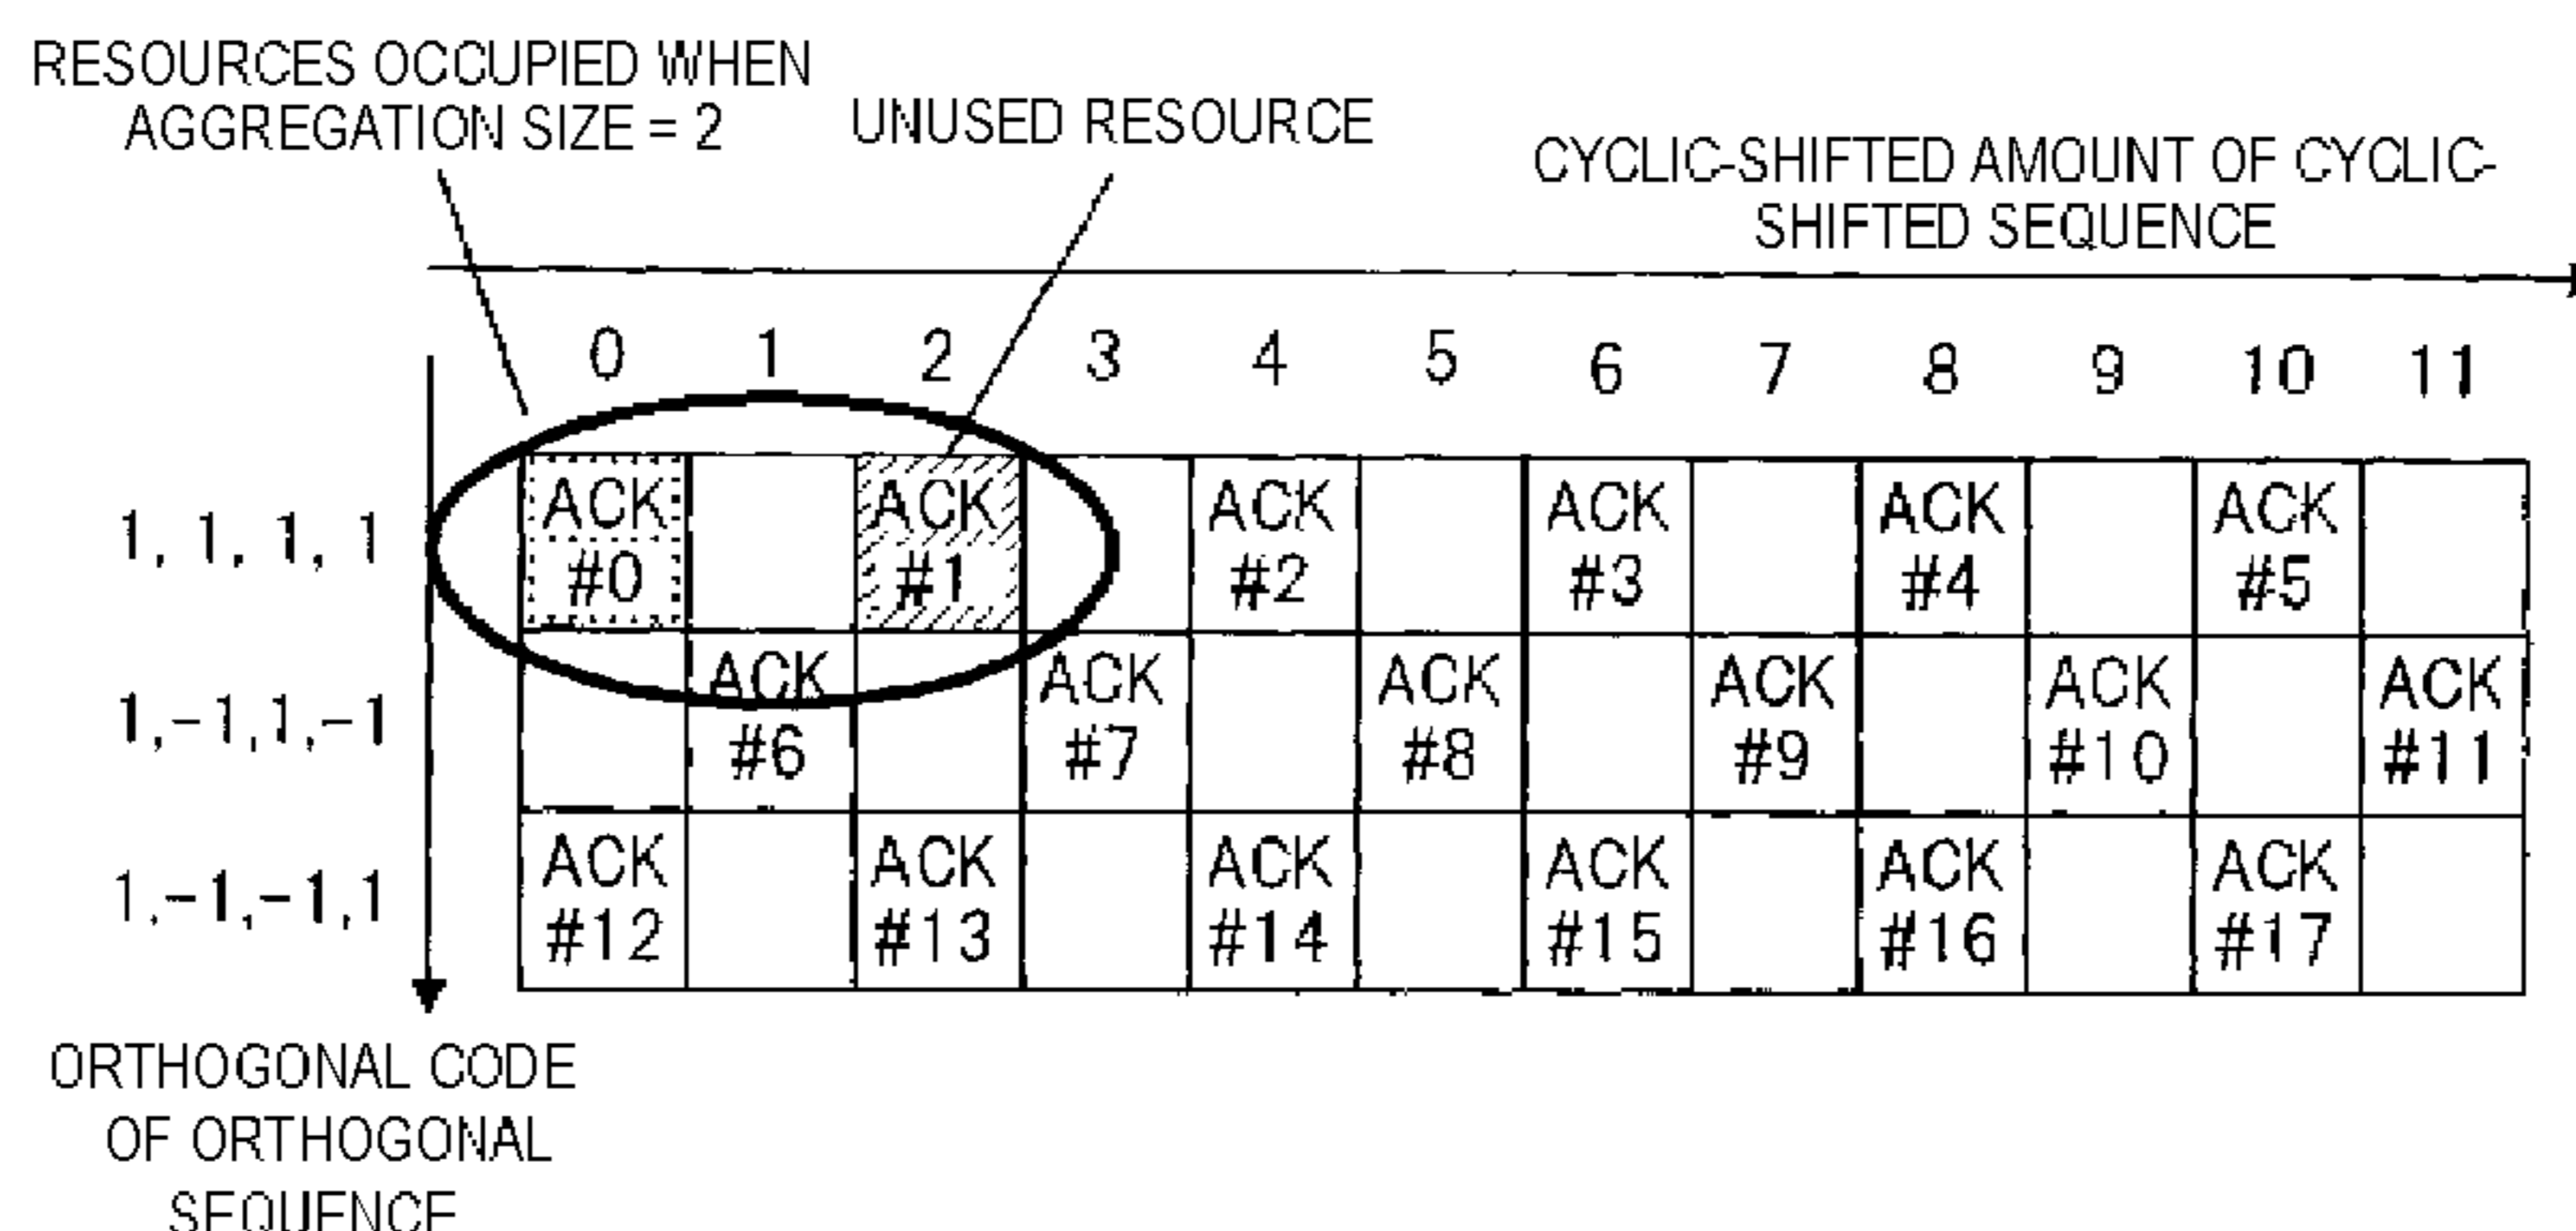 RESOURCES OCCUPIED WHEN
AGGREGATION SIZE = 2
UNUSED RESOURCE
CYCLIC-SHIFTED AMOUNT OF CYCLIC-
SHIFTED SEQUENCE
0 1 2 3 4 5 6 7 8 9 10 11
1, 1, 1, 1
ACK #0
ACK #1
ACK #2
ACK #3
ACK #4
ACK #5
1,-1,1,-1
ACK #6
ACK #7
ACK #8
ACK #9
ACK #10
ACK #11
1,-1,-1,1
ACK #12
ACK #13
ACK #14
ACK #15
ACK #16
ACK #17
ORTHOGONAL CODE
OF ORTHOGONAL
SEQUENCE